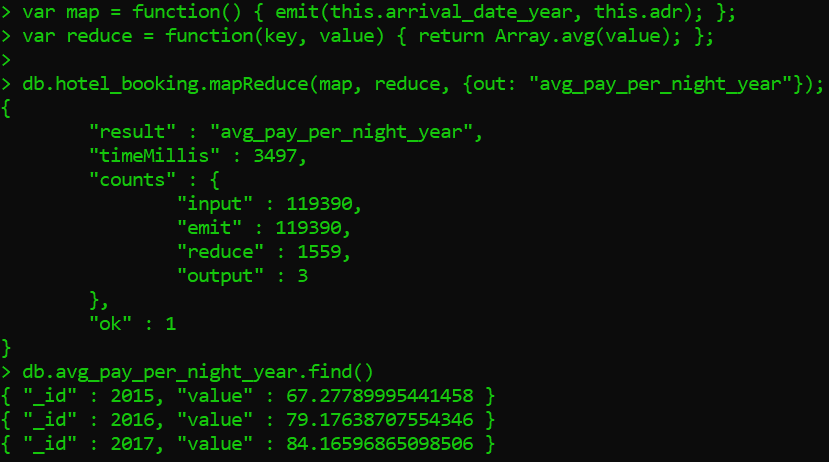 > var map = function() { emit(this.arrival_date_year, this.adr); };
> var reduce = function(key, value) { return Array.avg(value); };
>
> db.hotel_booking.mapReduce(map, reduce, {out: "avg_pay_per_night_year"});
{
        "result" : "avg_pay_per_night_year",
        "timeMillis" : 3497,
        "counts" : {
                "input" : 119390,
                "emit" : 119390,
                "reduce" : 1559,
                "output" : 3
        },
        "ok" : 1
}
> db.avg_pay_per_night_year.find()
{ "_id" : 2015, "value" : 67.27789995441458 }
{ "_id" : 2016, "value" : 79.17638707554346 }
{ "_id" : 2017, "value" : 84.16596865098506 }